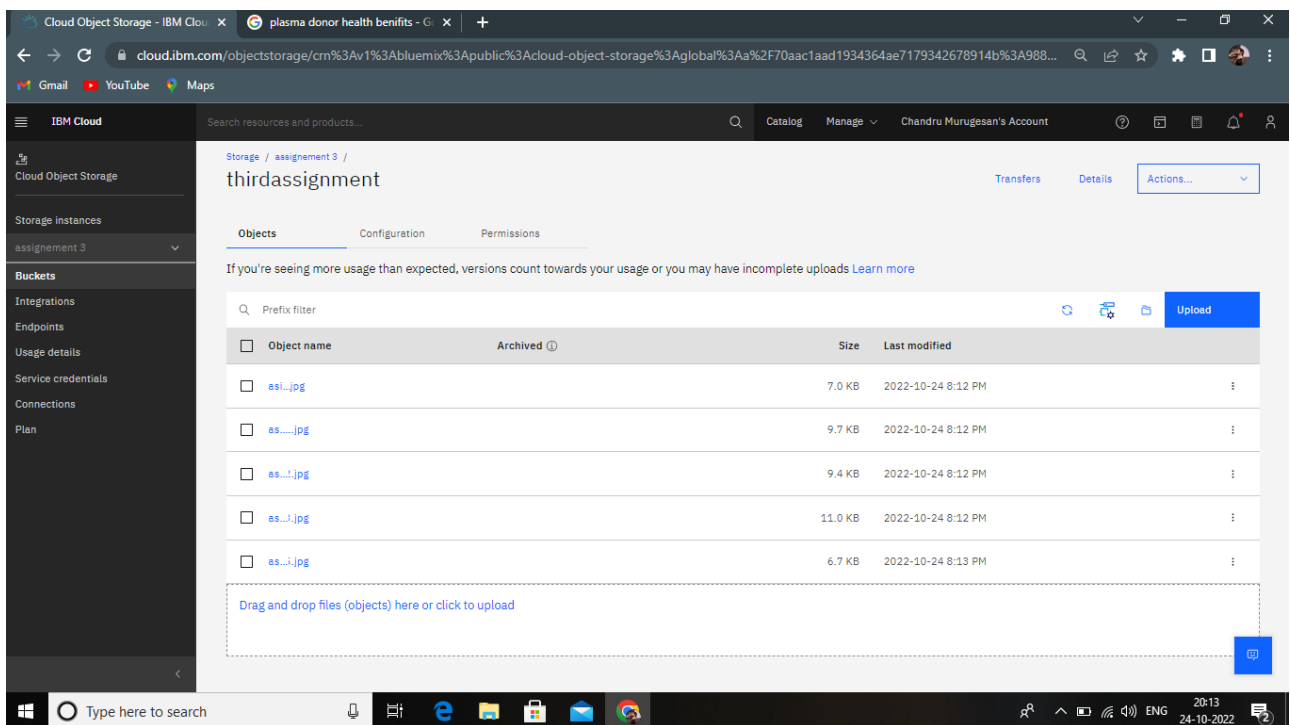 Cloud Object Storage - IBM Clou
plasma donor health benifits - G
cloud.ibm.com/objectstorage/crn%3Av1%3Abluemix%3Apublic%3Acloud-object-storage%3Aglobal%3Aa%2F70aac1aad1934364ae7179342678914b%3A988...
Gmail YouTube Maps
IBM Cloud Search resources and products... Catalog Manage Chandru Murugesan's Account
Cloud Object Storage
Storage instances
assignement 3
Buckets
Integrations
Endpoints
Usage details
Service credentials
Connections
Plan
Storage / assignement 3 /
thirdassignment
Transfers Details Actions...
Objects Configuration Permissions
If you're seeing more usage than expected, versions count towards your usage or you may have incomplete uploads Learn more
Prefix filter Upload
Object name Archived Size Last modified
asi...jpg 7.0 KB 2022-10-24 8:12 PM
as.....jpg 9.7 KB 2022-10-24 8:12 PM
9.4 KB 2022-10-24 8:12 PM
11.0 KB 2022-10-24 8:12 PM
as...i.jpg 6.7 KB 2022-10-24 8:13 PM
Drag and drop files (objects) here or click to upload
Type here to search
ENG
20:13
24-10-2022
2